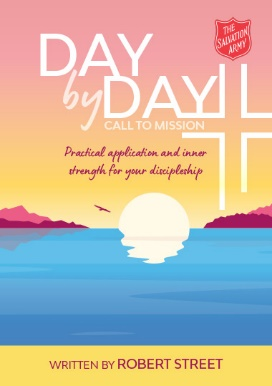 THE
SALVATION
ARMY
DAY
by DAY
CALL TO MISSION
Practical application and inner
strength for your discipleship
WRITTEN BY ROBERT STREET